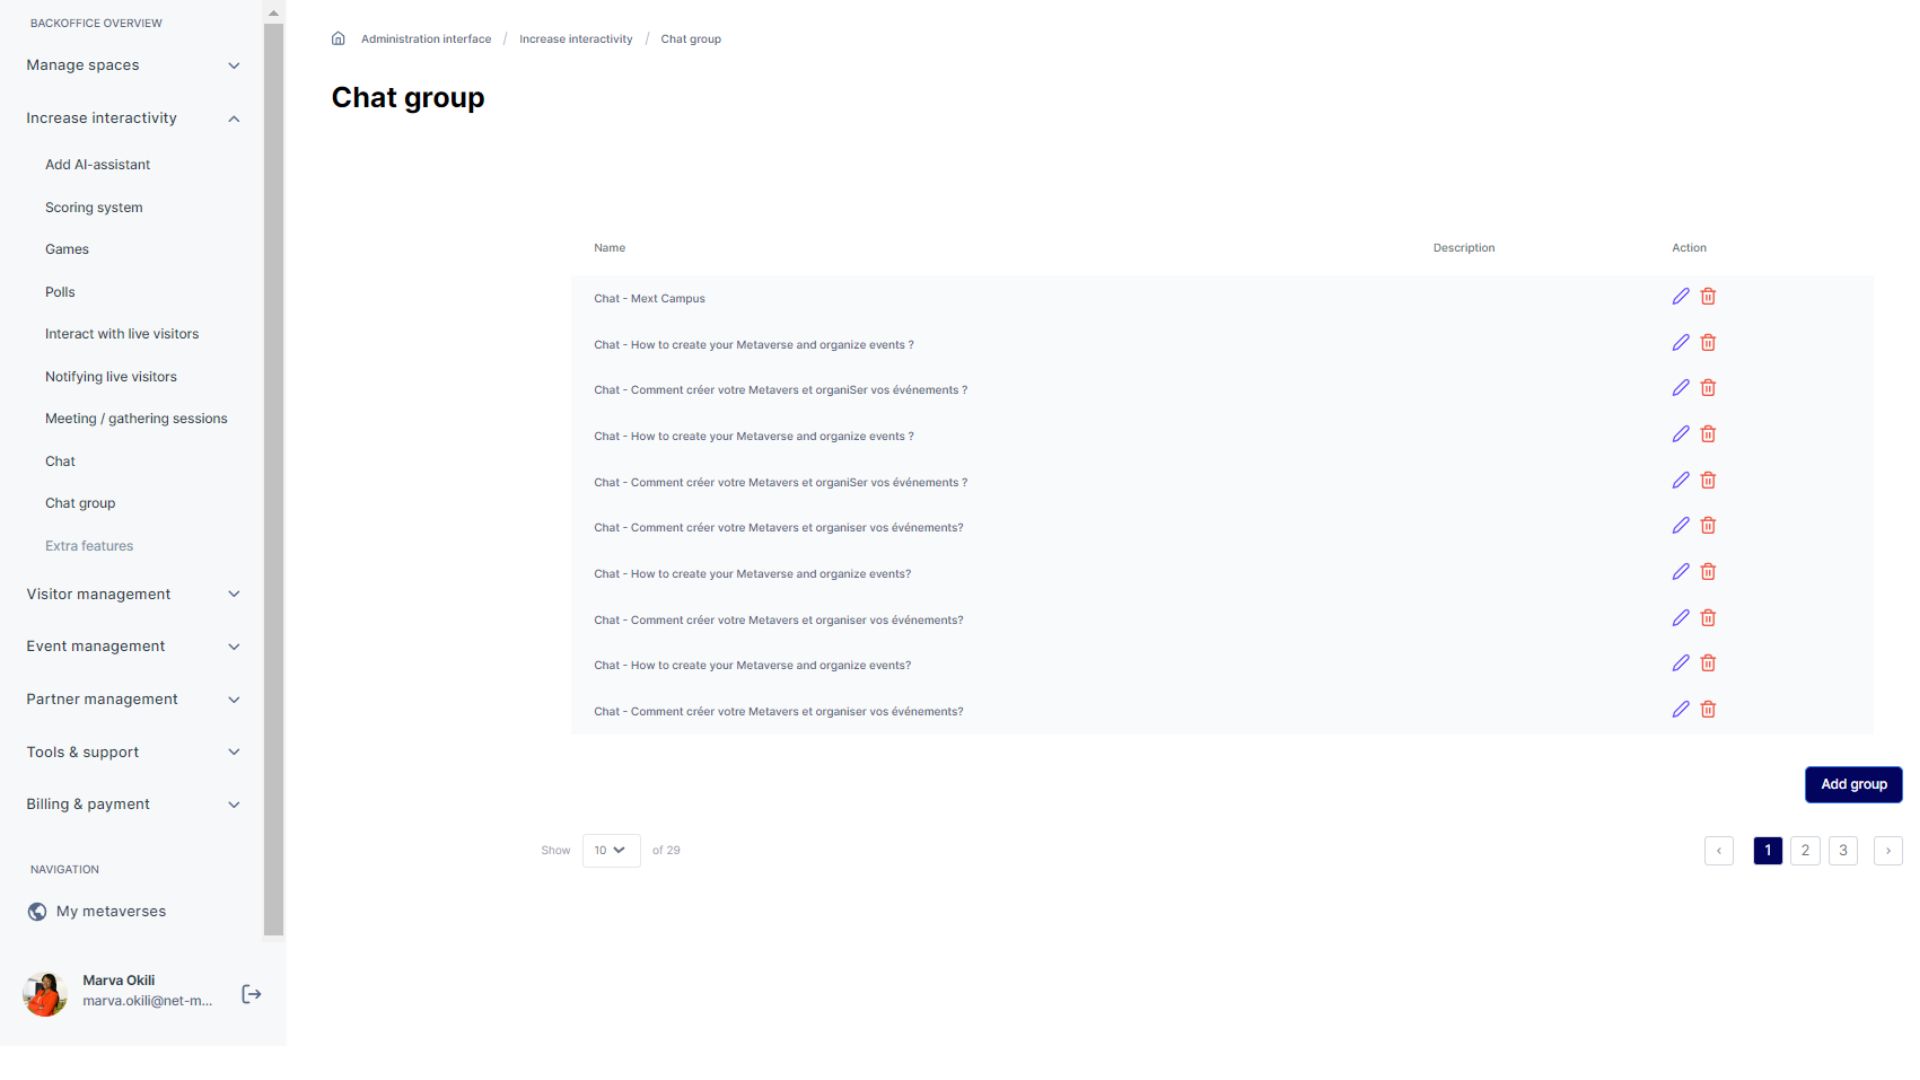 BACKOFFICE OVERVIEW
Manage spaces
Increase interactivity
Add AI-assistant
Scoring system
Games
Polls
Interact with live visitors
Notifying live visitors
Meeting / gathering sessions
Chat
Chat group
Extra features
Visitor management
Event management
Partner management
Tools & support
Billing & payment
NAVIGATION
My metaverses
Marva Okili
marva.okili@net-m...
Administration interface / Increase interactivity / Chat group
Chat group
Name Description Action
Chat - Mext Campus
Chat - How to create your Metaverse and organize events ?
Chat - Comment créer votre Metavers et organiSer vos événements ?
Chat - How to create your Metaverse and organize events ?
Chat - Comment créer votre Metavers et organiSer vos événements ?
Chat - Comment créer votre Metavers et organiser vos événements?
Chat - How to create your Metaverse and organize events?
Chat - Comment créer votre Metavers et organiser vos événements?
Chat - How to create your Metaverse and organize events?
Chat - Comment créer votre Metavers et organiser vos événements?
Add group
Show 10 of 29
‹ 1 2 3 ›